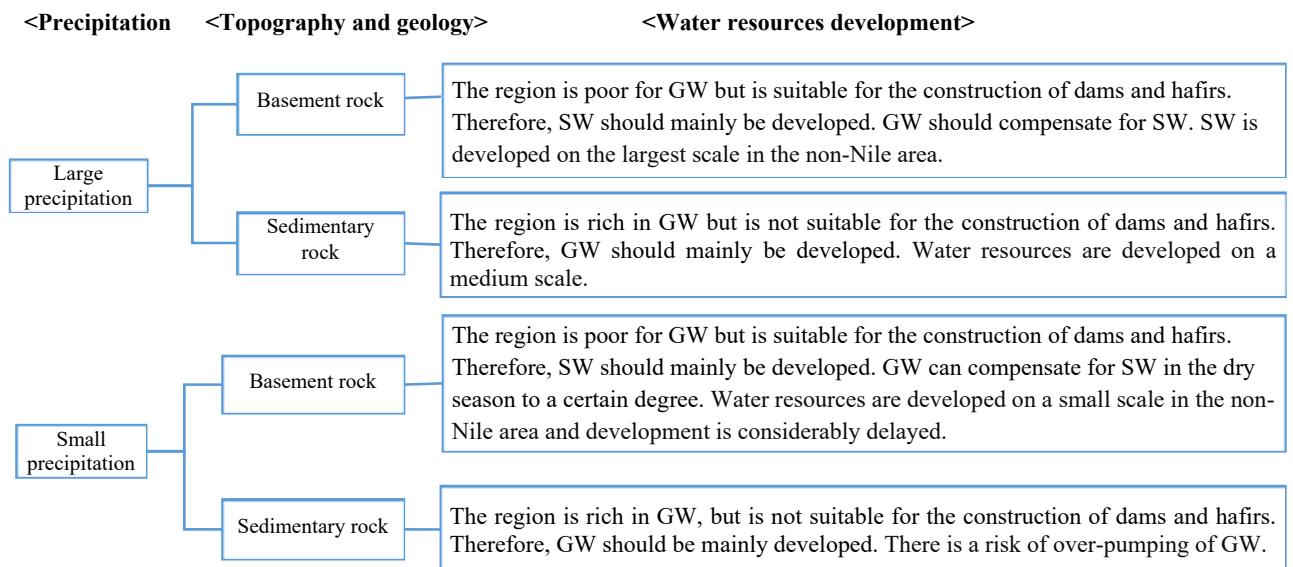 <Precipitation <Topography and geology> <Water resources development>
Large
precipitation
Basement rock
The region is poor for GW but is suitable for the construction of dams and hafirs.
Therefore, SW should mainly be developed. GW should compensate for SW. SW is
developed on the largest scale in the non-Nile area.
Sedimentary
rock
The region is rich in GW but is not suitable for the construction of dams and hafirs.
Therefore, GW should mainly be developed. Water resources are developed on a
medium scale.
Small
precipitation
Basement rock
The region is poor for GW but is suitable for the construction of dams and hafirs.
Therefore, SW should mainly be developed. GW can compensate for SW in the dry
season to a certain degree. Water resources are developed on a small scale in the non-
Nile area and development is considerably delayed.
Sedimentary rock
The region is rich in GW, but is not suitable for the construction of dams and hafirs.
Therefore, GW should be mainly developed. There is a risk of over-pumping of GW.